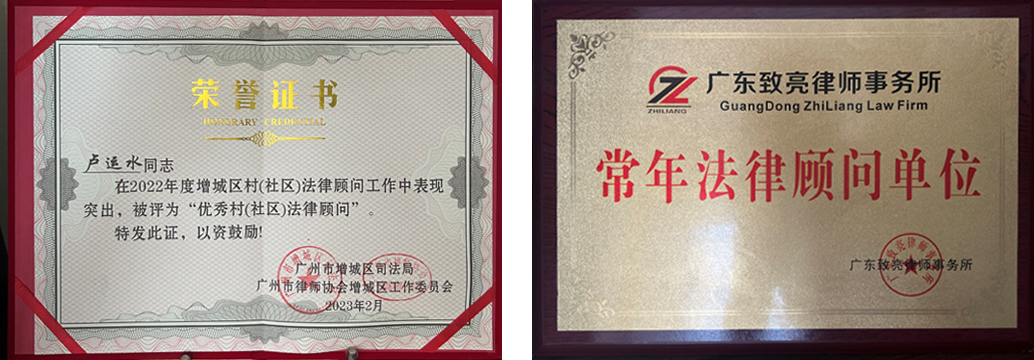 荣誉证书
HONORARY CREDENTIAL
卢运水同志
在2022年度增城区村(社区)法律顾问工作中表现
突出，被评为“优秀村(社区)法律顾问”。
特发此证，以资鼓励!
广州市增城区司法局
广州市律师协会增城区工作委员会
2023年2月
ZHILIANG
广东致亮律师事务所
GuangDong ZhiLiang Law Firm
常年法律顾问单位
广东致亮律师事务所